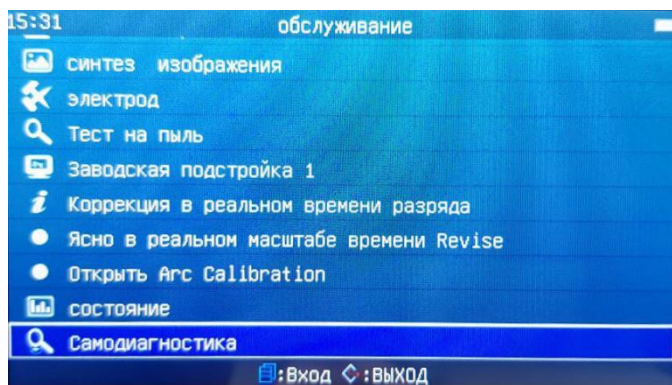 15:31 обслуживание
синтез изображения
электрод
Тест на пыль
Заводская подстройка 1
Коррекция в реальном времени разряда
Ясно в реальном масштабе времени Revise
Открыть Arc Calibration
состояние
Самодиагностика
:Вход :ВЫХОД